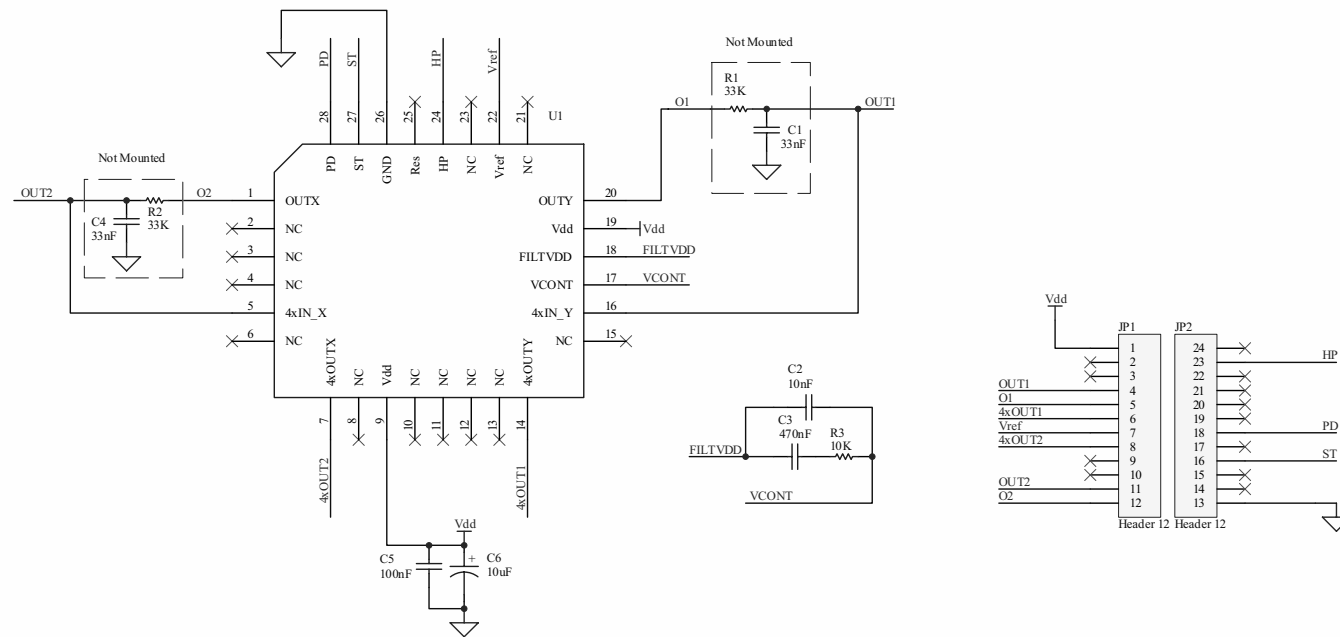 Not Mounted
R1
33K
O1
OUT1
C1
33nF
PD
ST
HP
Vref
28
27
26
25
24
23
22
21
U1
PD
ST
GND
Res
HP
NC
Vref
NC
Not Mounted
OUT2
O2
C4
33nF
R2
33K
1
OUTX
2
NC
3
NC
4
NC
5
4xIN_X
6
NC
OUTY
20
Vdd
19
Vdd
FILTVDD
18
FILTVDD
VCONT
17
VCONT
4xIN_Y
16
NC
15
4xOUTX
NC
Vdd
NC
NC
NC
NC
4xOUTY
7
8
9
10
11
12
13
14
4xOUT2
4xOUT1
Vdd
C5
100nF
+
C6
10uF
C2
10nF
C3
470nF
R3
10K
FILTVDD
VCONT
Vdd
JP1
JP2
1
24
2
23
HP
3
22
OUT1
4
21
O1
5
20
4xOUT1
6
19
Vref
7
18
PD
4xOUT2
8
17
9
16
ST
10
15
OUT2
11
14
O2
12
13
Header 12
Header 12